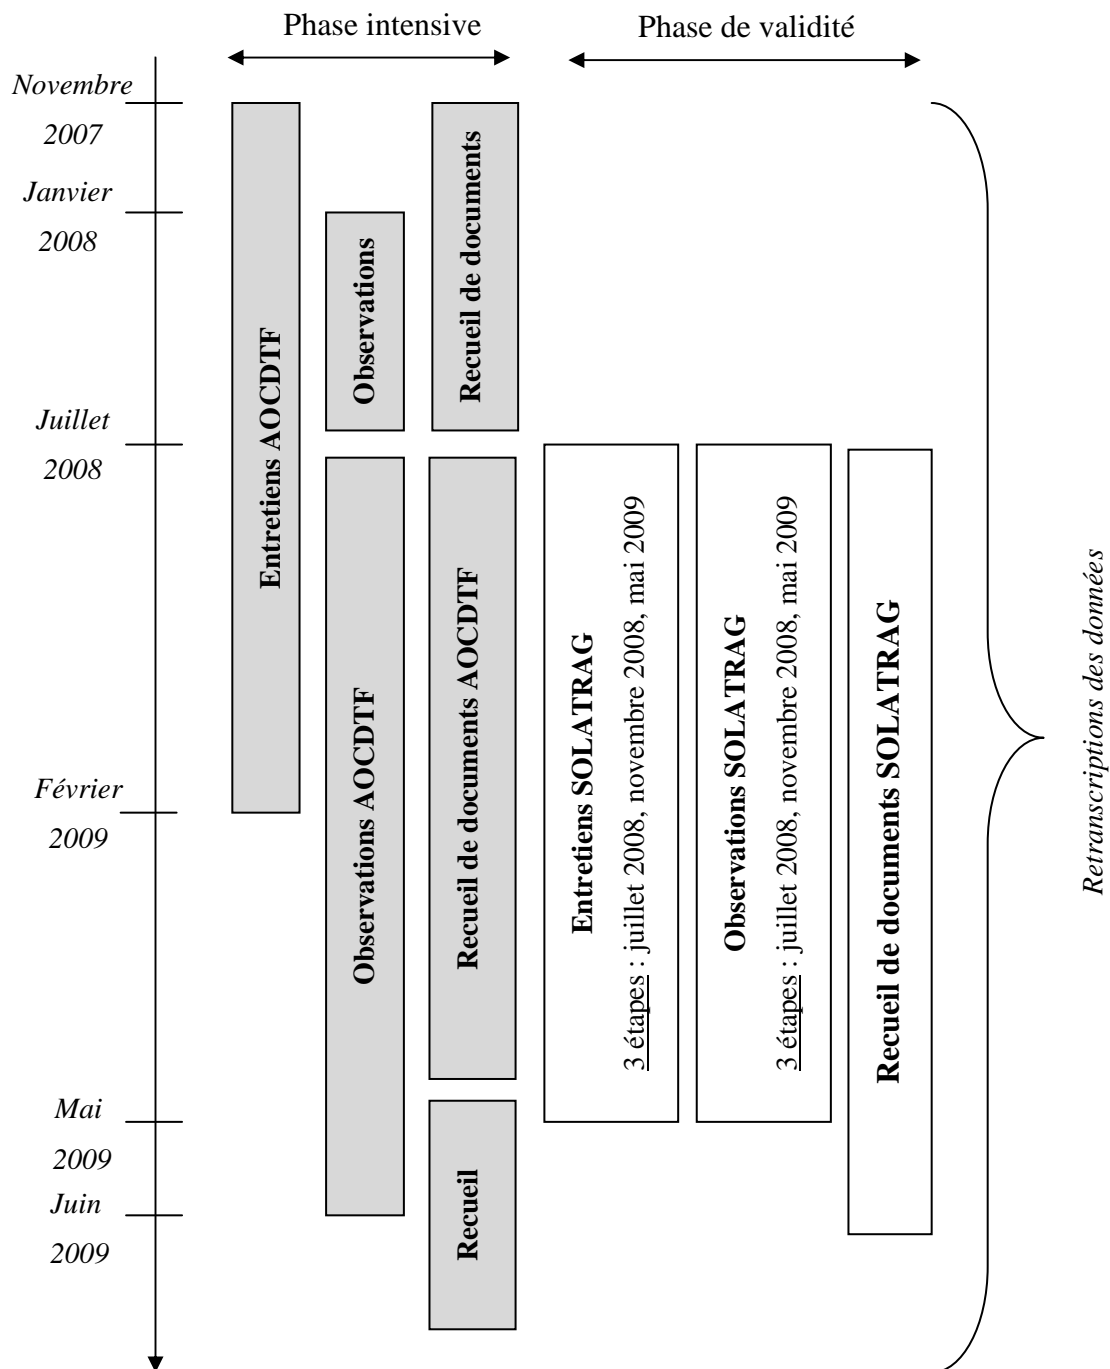 Phase intensive
Phase de validité
Novembre
2007
Janvier
2008
Juillet
2008
Février
2009
Mai
2009
Juin
2009
Entretiens AOCDTF
Observations
Recueil de documents
Observations AOCDTF
Recueil de documents AOCDTF
Recueil
Entretiens SOLATRAG
3 étapes : juillet 2008, novembre 2008, mai 2009
Observations SOLATRAG
3 étapes : juillet 2008, novembre 2008, mai 2009
Recueil de documents SOLATRAG
Retranscriptions des données